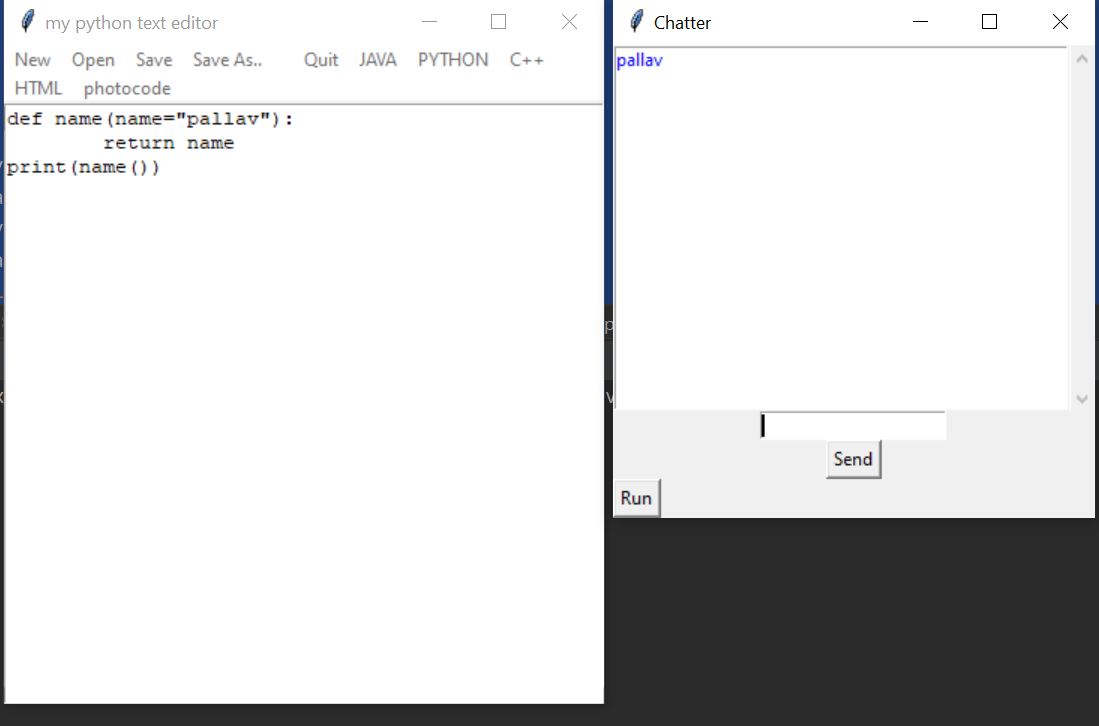 my python text editor
New Open Save Save As.. Quit JAVA PYTHON C++
HTML photocode
def name(name="pallav"):
        return name
print(name())
Chatter
pallav
Send
Run